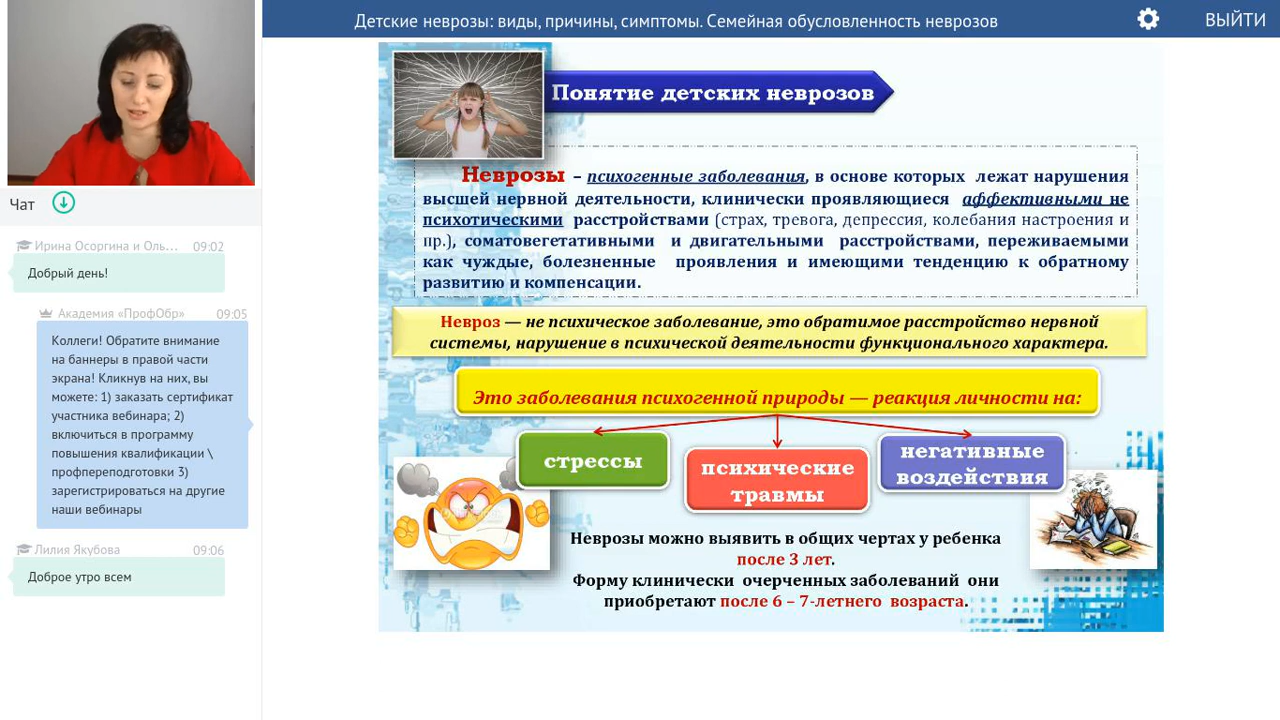 Детские неврозы: виды, причины, симптомы. Семейная обусловленность неврозов
ВЫЙТИ
Чат
Ирина Осоргина и Оль... 09:02
Добрый день!
Академия «ПрофОбр» 09:05
Коллеги! Обратите внимание
на баннеры в правой части
экрана! Кликнув на них, вы
можете: 1) заказать сертификат
участника вебинара; 2)
включиться в программу
повышения квалификации \
профпереподготовки 3)
зарегистрироваться на другие
наши вебинары
Лилия Якубова 09:06
Доброе утро всем
Понятие детских неврозов
Неврозы – психогенные заболевания, в основе которых лежат нарушения
высшей нервной деятельности, клинически проявляющиеся аффективными не
психотическими расстройствами (страх, тревога, депрессия, колебания настроения и
пр.), соматовегетативными и двигательными расстройствами, переживаемыми
как чуждые, болезненные проявления и имеющими тенденцию к обратному
развитию и компенсации.
Невроз — не психическое заболевание, это обратимое расстройство нервной
системы, нарушение в психической деятельности функционального характера.
Это заболевания психогенной природы — реакция личности на:
стрессы
психические
травмы
негативные
воздействия
Неврозы можно выявить в общих чертах у ребенка
после 3 лет.
Форму клинически очерченных заболеваний они
приобретают после 6 – 7-летнего возраста.